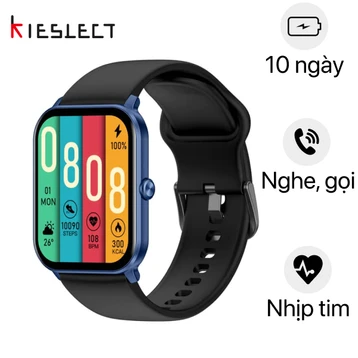 KIESLECT
10 ngày
Nghe, gọi
Nhịp tim
08 08
100%
01
MON
26°
10090
STEPS
108
BPM
300
KCAL